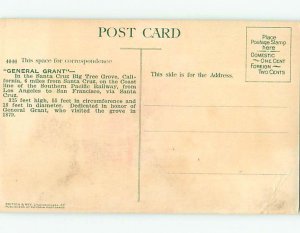 POST CARD
4040 This space for correspondence
"GENERAL GRANT"—
In the Santa Cruz Big Tree Grove, Cali-
fornia, 6 miles from Santa Cruz, on the Coast
line of the Southern Pacific Railway, from
Los Angeles to San Francisco, via Santa
Cruz.
225 feet high, 65 feet in circumference and
19 feet in diameter. Dedicated in honor of
General Grant, who visited the grove in
1879.
This side is for the Address.
Place
Postage Stamp
here
DOMESTIC
ONE CENT
FOREIGN
TWO CENTS